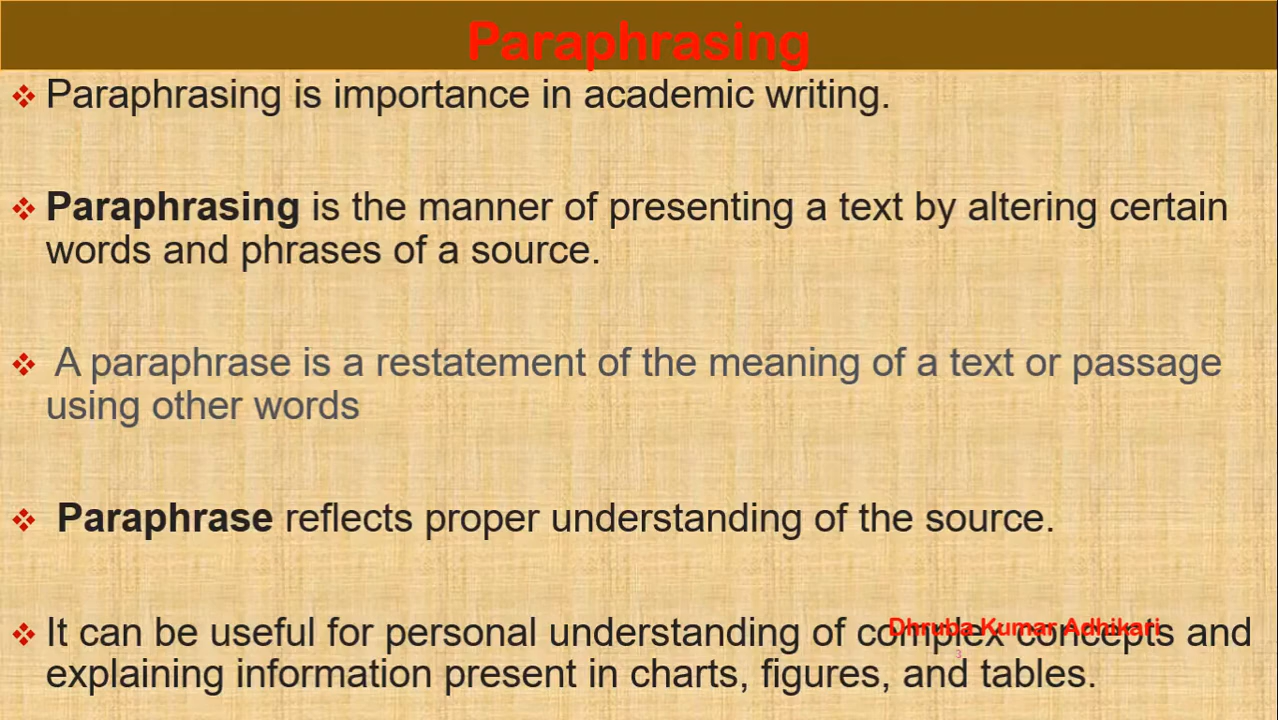 Paraphrasing
❖ Paraphrasing is importance in academic writing.
❖ Paraphrasing is the manner of presenting a text by altering certain
words and phrases of a source.
❖ A paraphrase is a restatement of the meaning of a text or passage
using other words
❖ Paraphrase reflects proper understanding of the source.
❖ It can be useful for personal understanding of complex concepts and
Dhruba Kumar Adhikari
3
explaining information present in charts, figures, and tables.